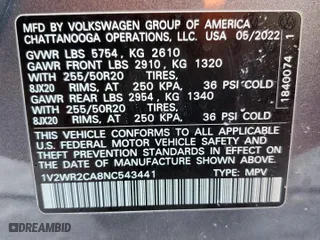 MFD BY VOLKSWAGEN GROUP OF AMERICA
CHATTANOOGA OPERATIONS, LLC. USA 05/2022
GVWR LBS 5754, KG 2610
GAWR FRONT LBS 2910, KG 1320
WITH 255/50R20 TIRES,
8JX20 RIMS, AT 250 KPA, 36 PSI COLD
GAWR REAR LBS 2954, KG 1340
WITH 255/50R20 TIRES,
8JX20 RIMS, AT 250 KPA, 36 PSI COLD
THIS VEHICLE CONFORMS TO ALL APPLICABLE
U.S. FEDERAL MOTOR VEHICLE SAFETY AND
THEFT PREVENTION STANDARDS IN EFFECT ON THE
DATE OF MANUFACTURE SHOWN ABOVE.
1V2WR2CA8NC543441 TYPE: MPV
1840074 1